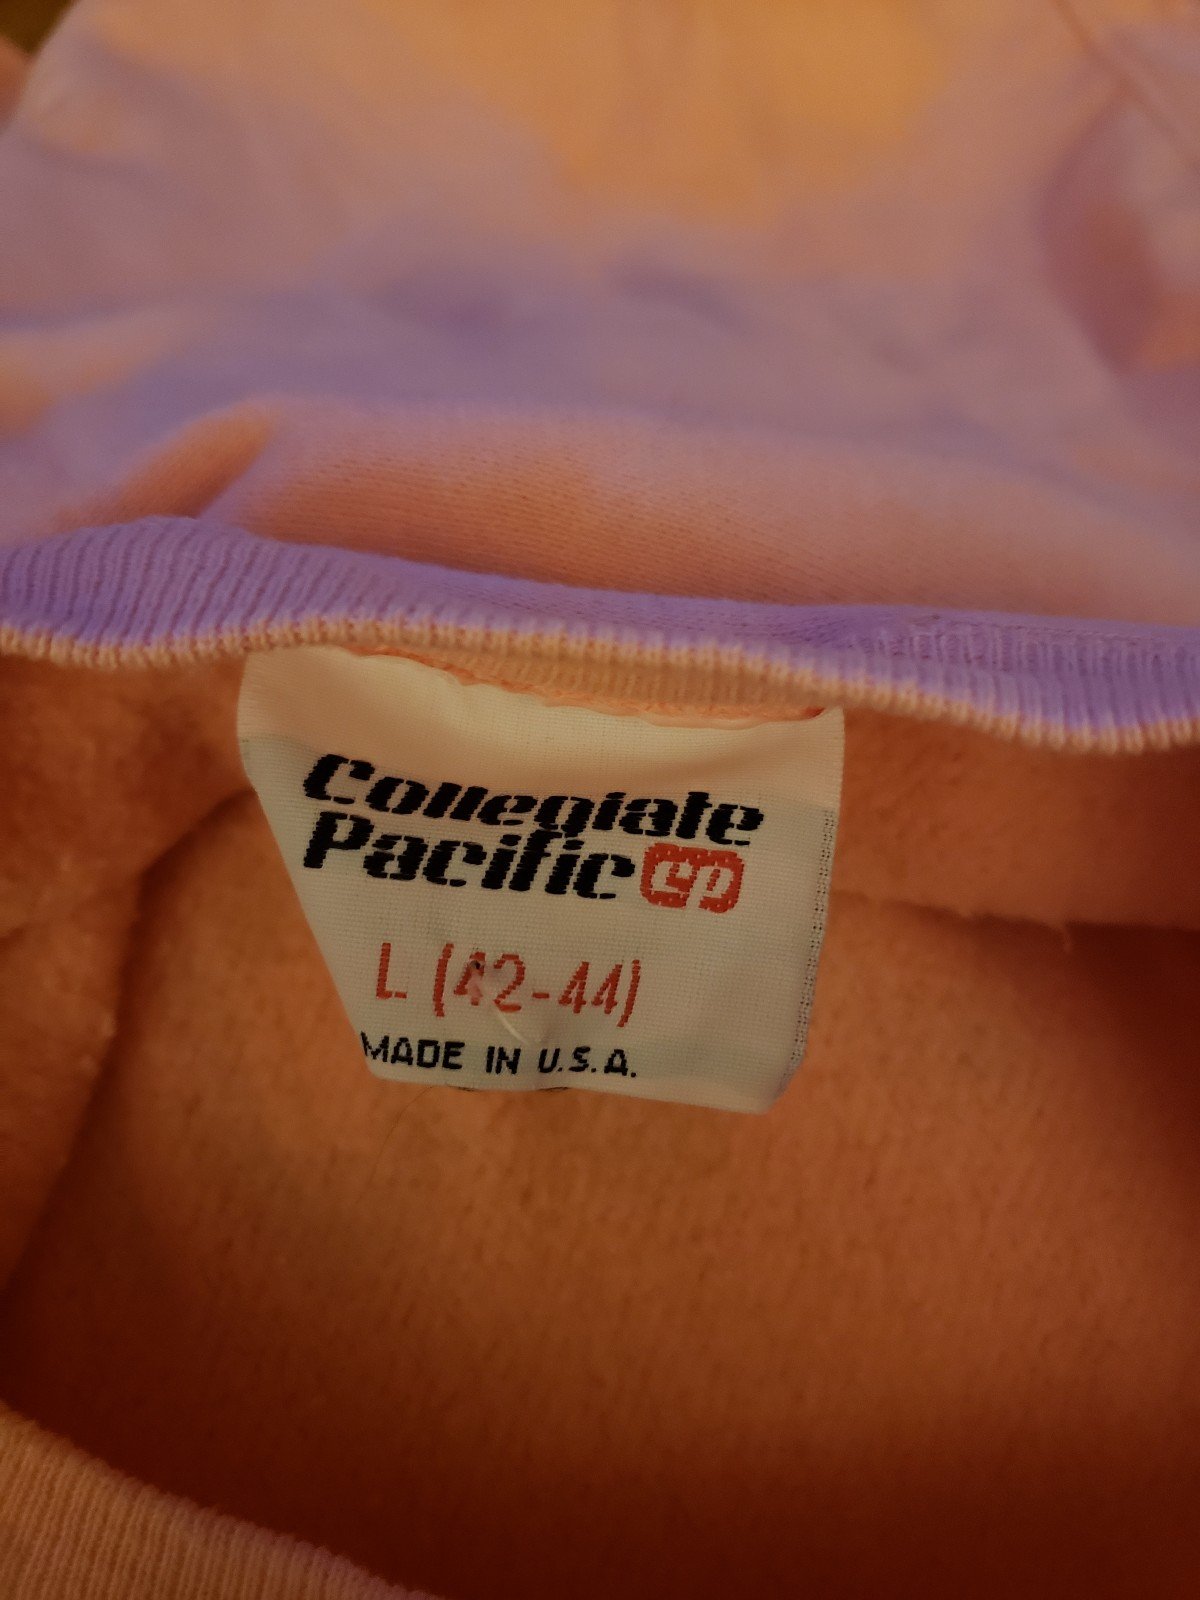 Collegiate
Pacific
L (42-44)
MADE IN U.S.A.